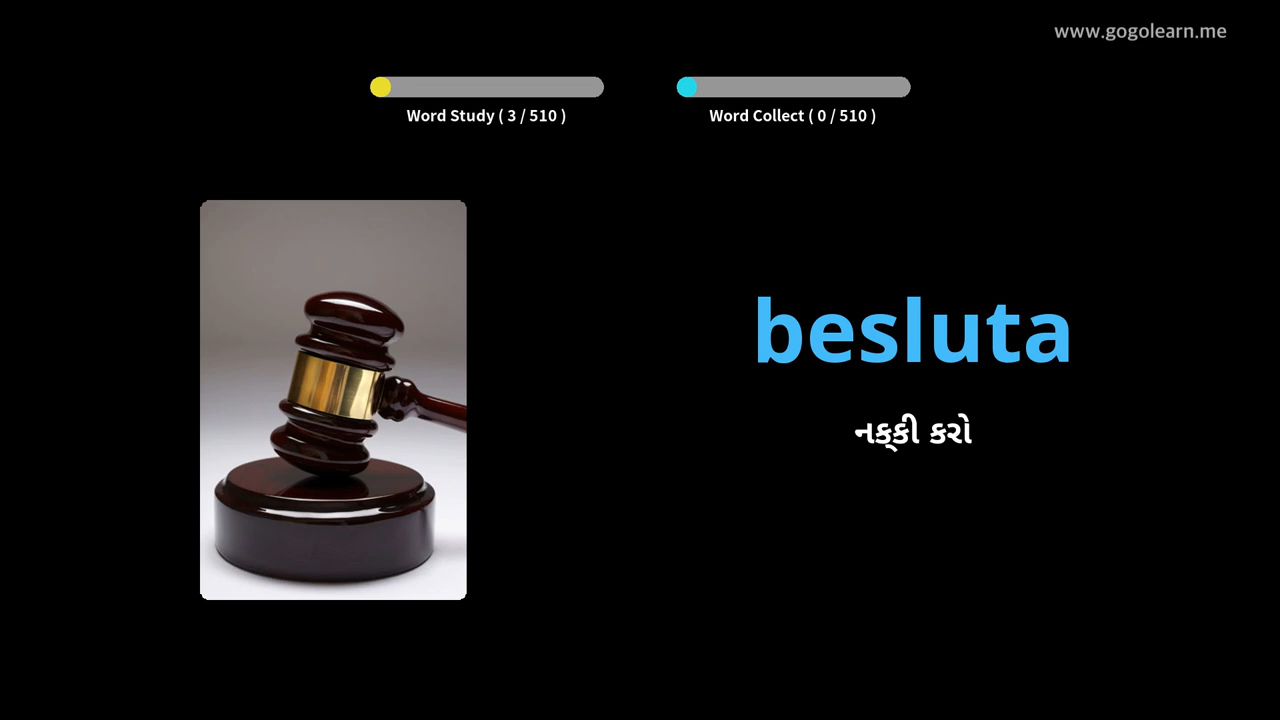 www.gogolearn.me
Word Study ( 3 / 510 )
Word Collect ( 0 / 510 )
besluta
નક્કી કરો